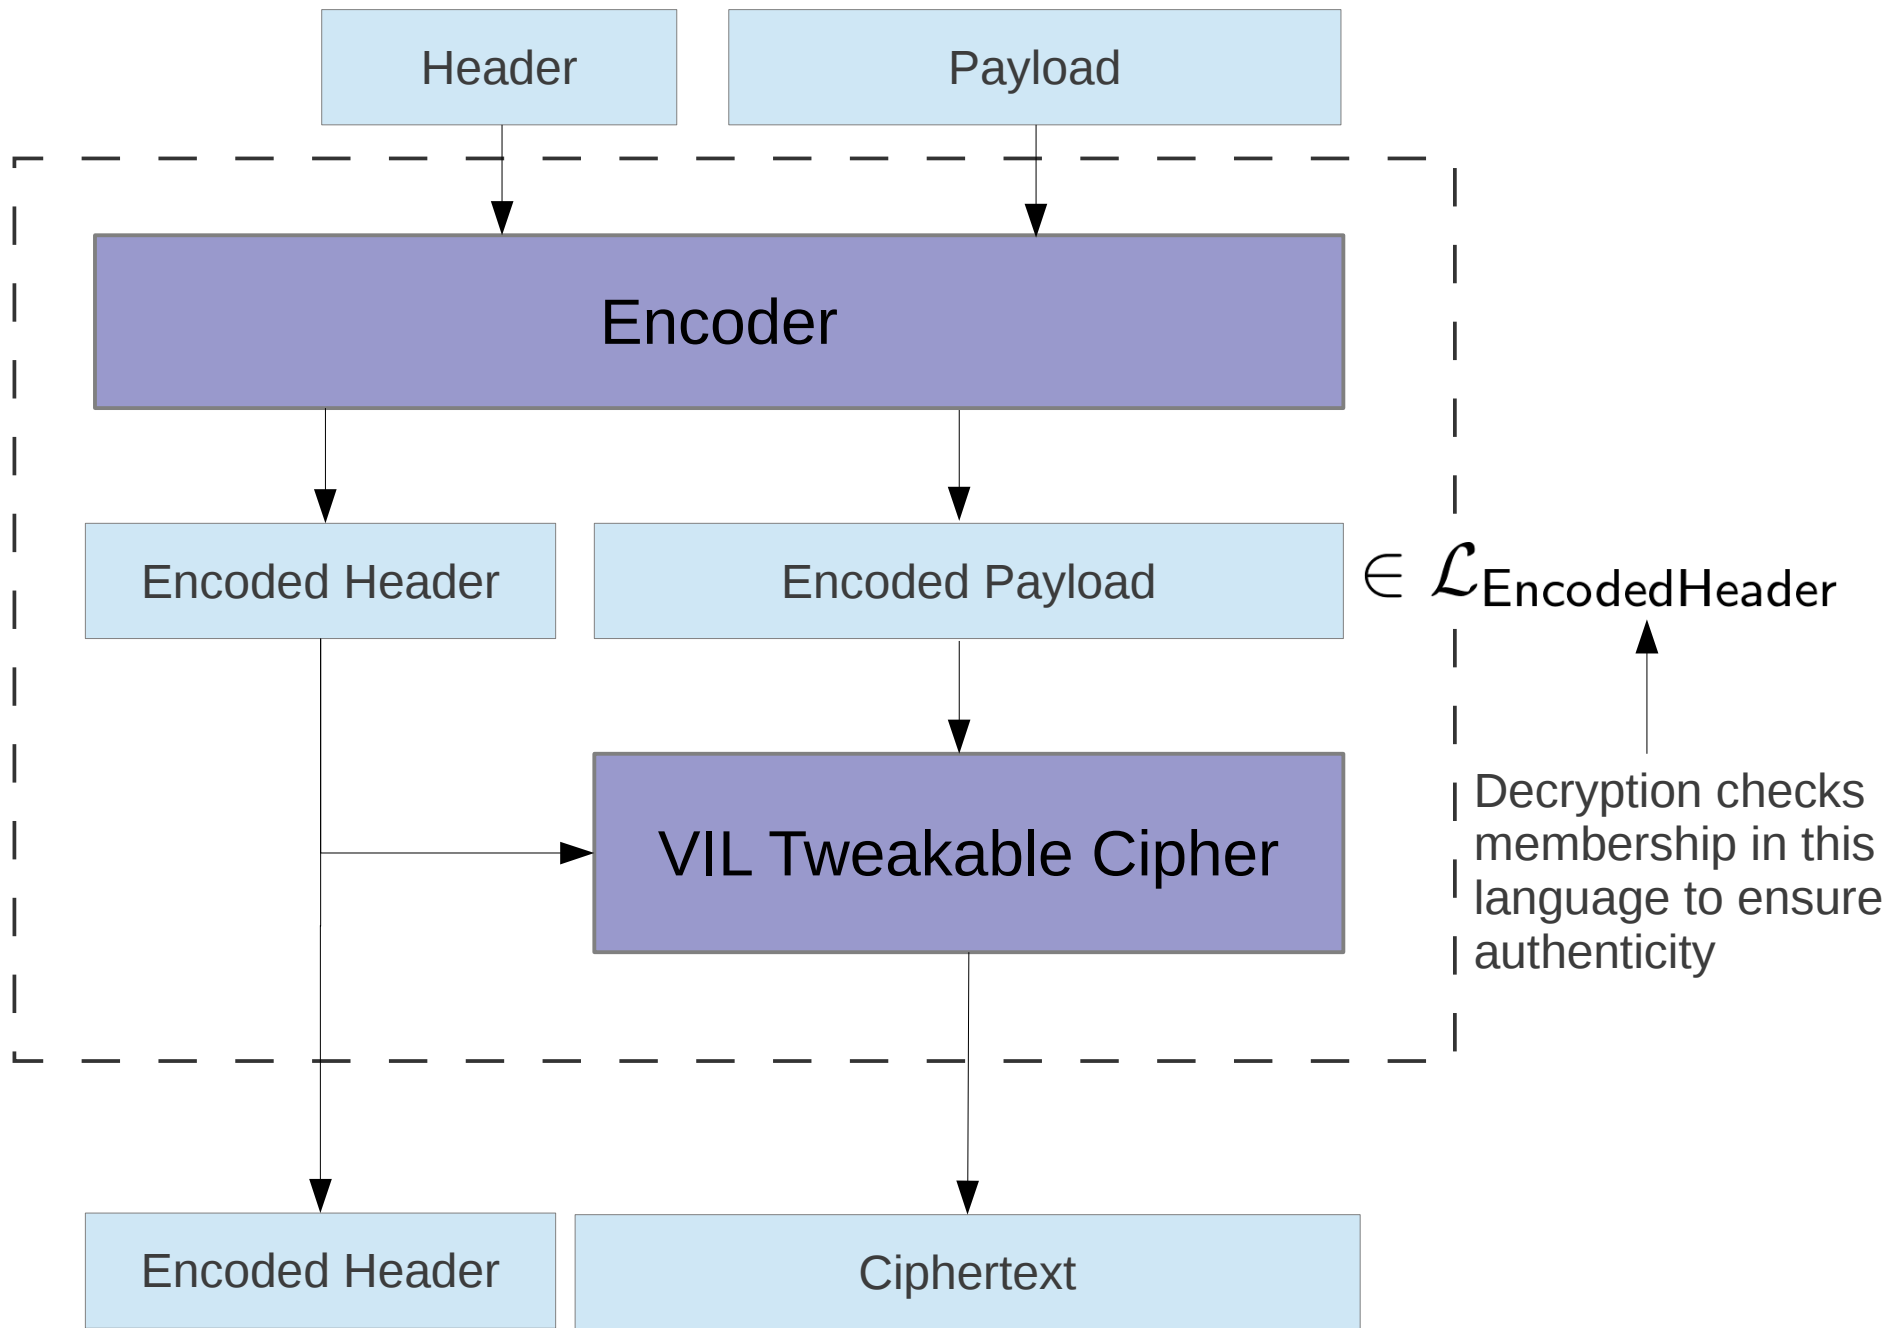 Header
Payload
Encoder
Encoded Header
Encoded Payload
∈ ℒEncodedHeader
VIL Tweakable Cipher
Decryption checks
membership in this
language to ensure
authenticity
Encoded Header
Ciphertext